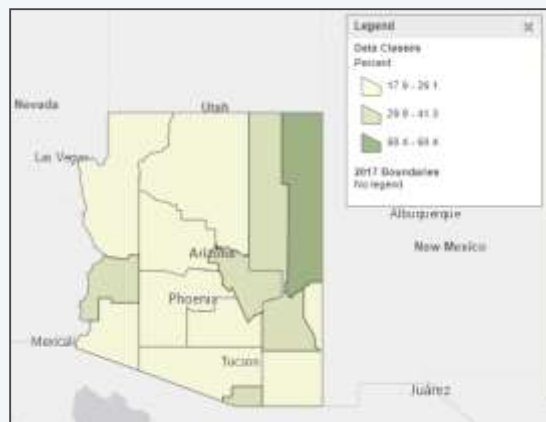 Legend
Data Classes
Percent
Nevada
Utah
Las Vegas
2017 Boundaries
No legend
Albuquerque
New Mexico
Arizona
Phoenix
Mexicali
Tucson
Juárez